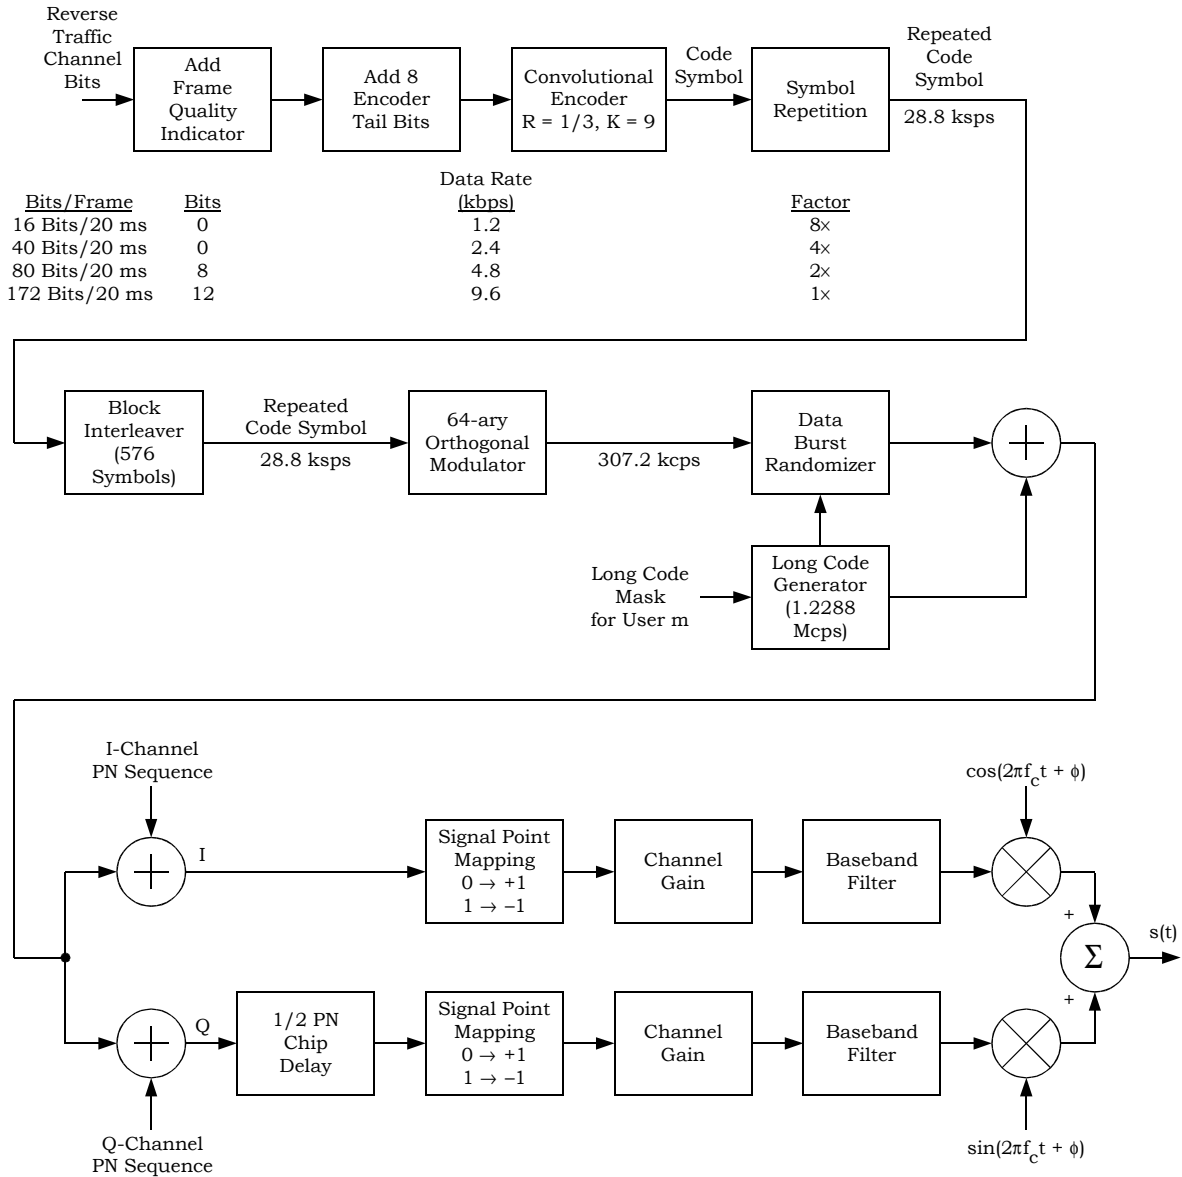 Reverse
Traffic
Channel
Bits
Add
Frame
Quality
Indicator
Add 8
Encoder
Tail Bits
Convolutional
Encoder
R = 1/3, K = 9
Code
Symbol
Symbol
Repetition
Repeated
Code
Symbol
28.8 ksps
Data Rate
Bits/Frame Bits (kbps) Factor
16 Bits/20 ms 0 1.2 8×
40 Bits/20 ms 0 2.4 4×
80 Bits/20 ms 8 4.8 2×
172 Bits/20 ms 12 9.6 1×
Block
Interleaver
(576
Symbols)
Repeated
Code Symbol
28.8 ksps
64-ary
Orthogonal
Modulator
307.2 kcps
Data
Burst
Randomizer
+
Long Code
Mask
for User m
Long Code
Generator
(1.2288
Mcps)
I-Channel
PN Sequence
+
I
Signal Point
Mapping
0 → +1
1 → –1
Channel
Gain
Baseband
Filter
cos(2πf_ct + ϕ)
+
Σ
s(t)
+
+
Q
Q-Channel
PN Sequence
1/2 PN
Chip
Delay
Signal Point
Mapping
0 → +1
1 → –1
Channel
Gain
Baseband
Filter
sin(2πf_ct + ϕ)